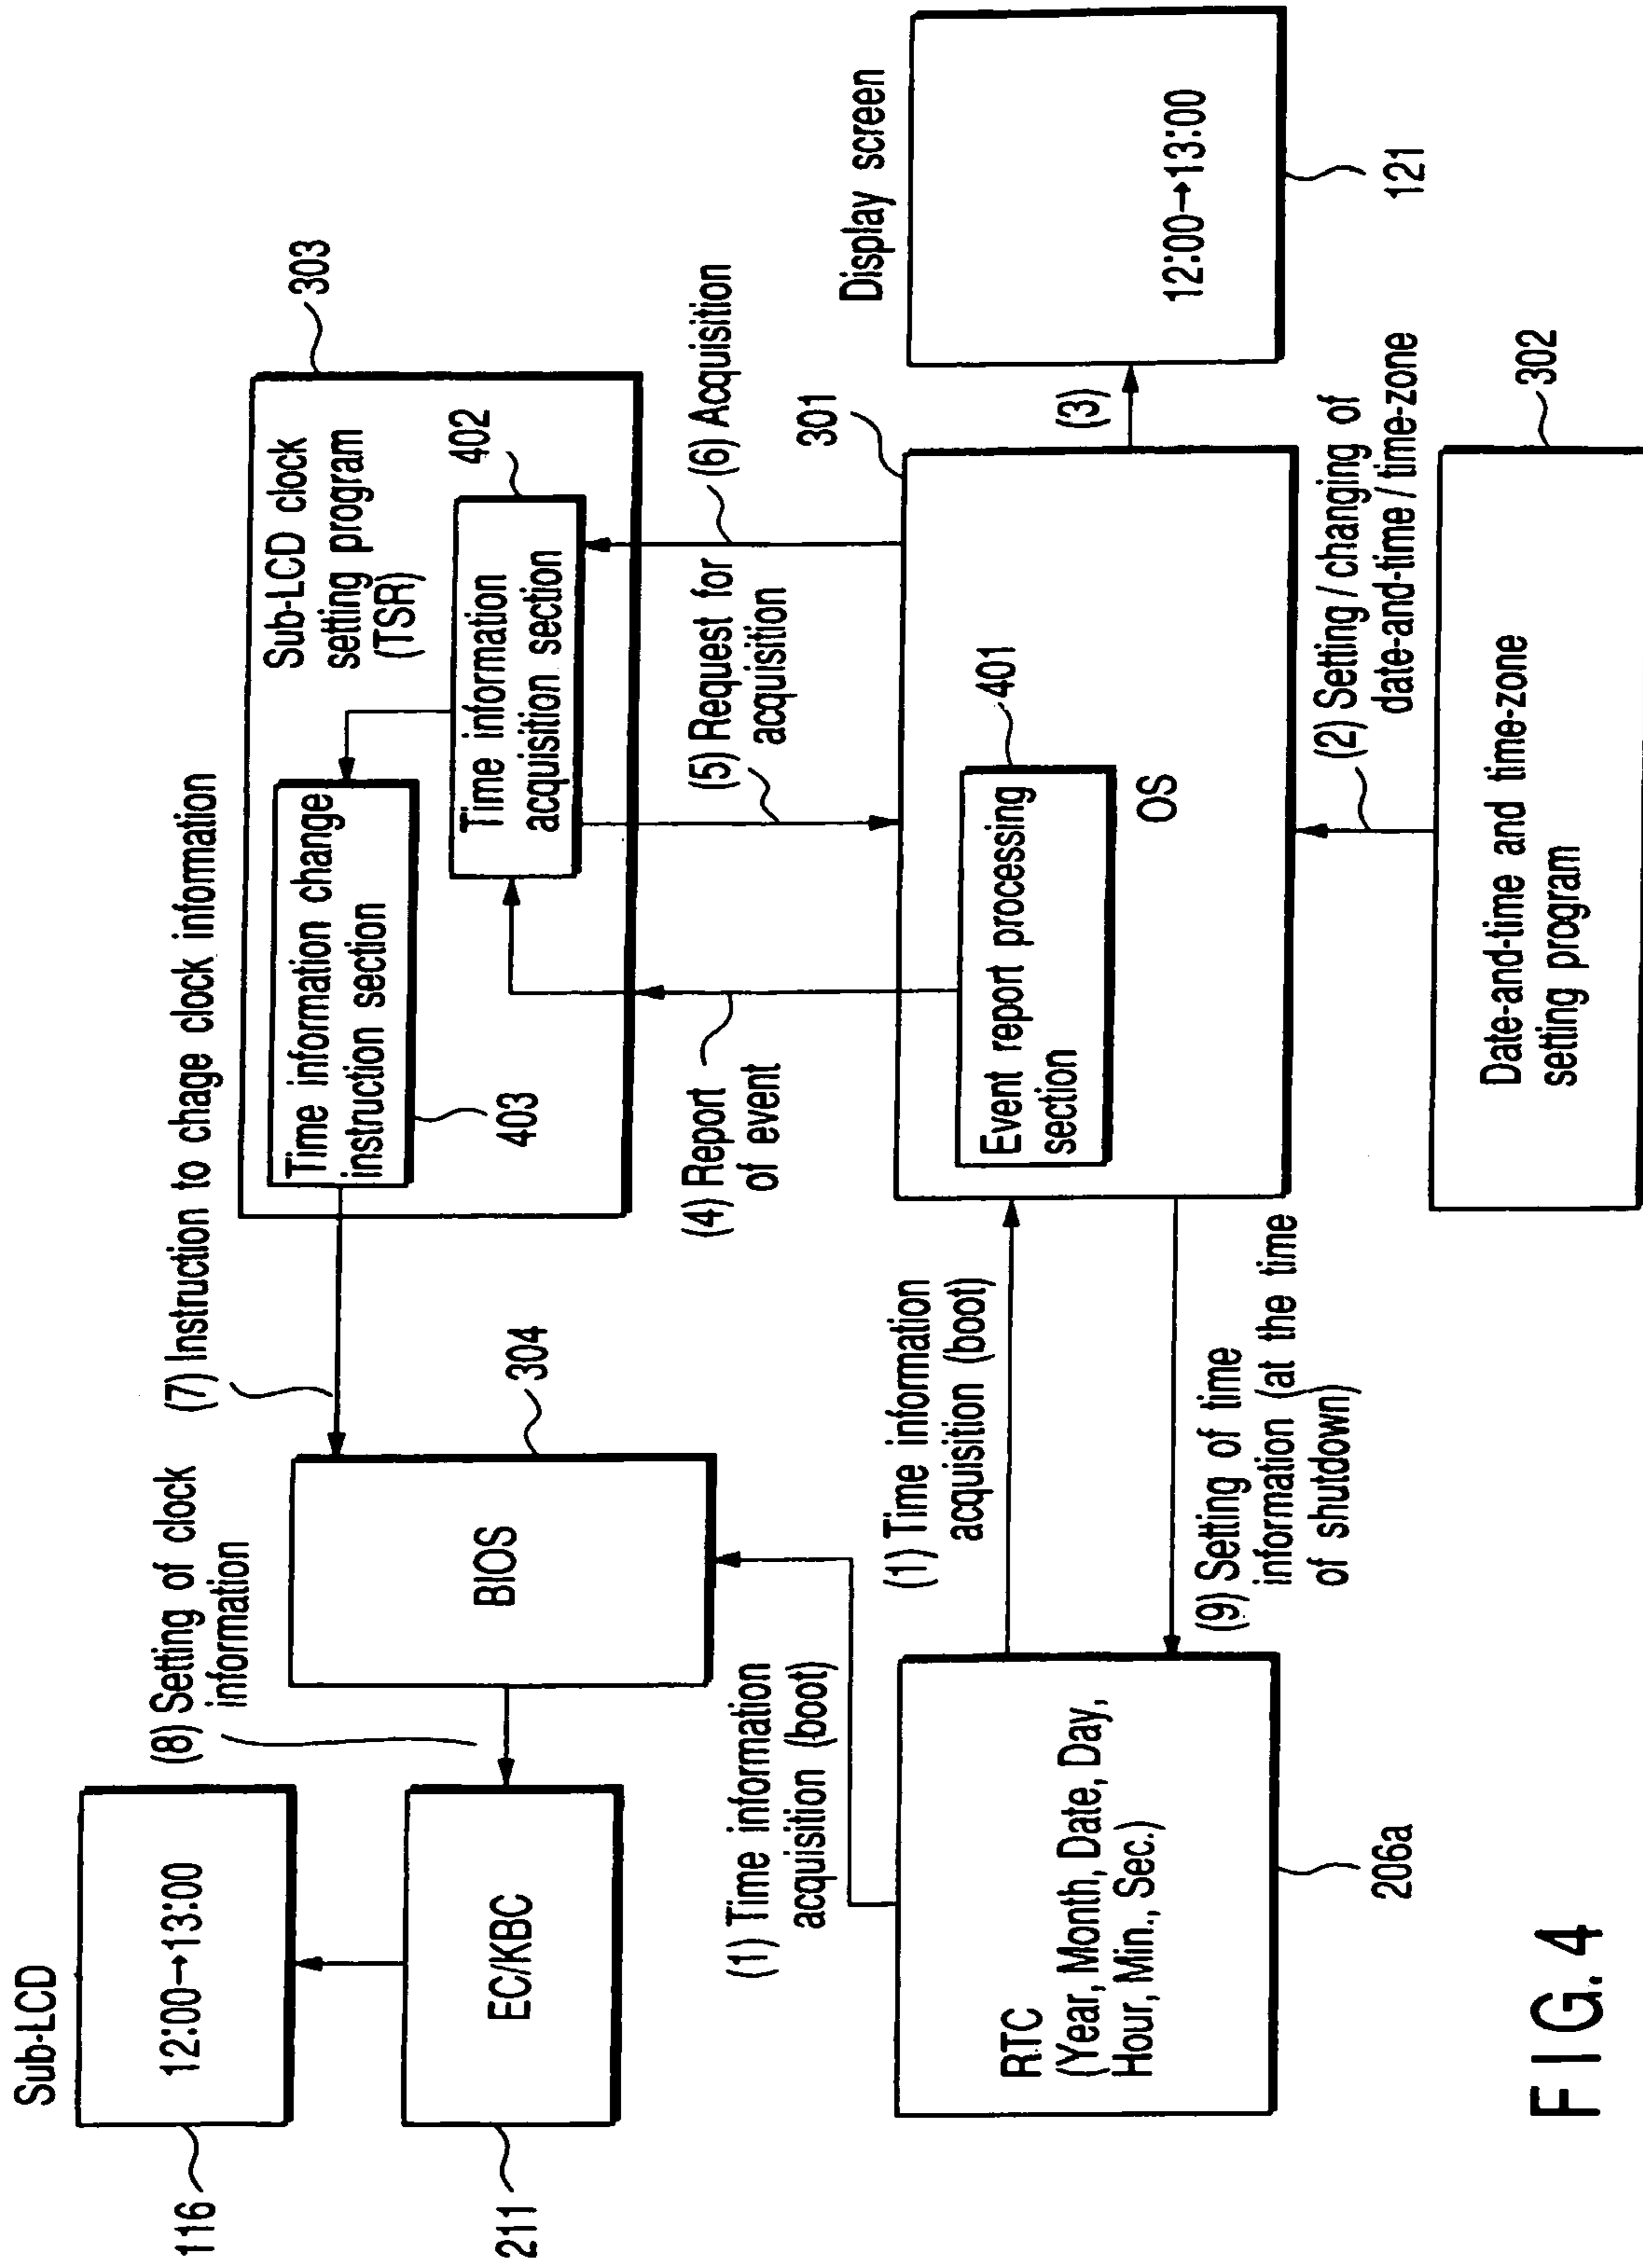 Sub-LCD
12:00→13:00
116
EC/KBC
211
(8) Setting of clock
information
(7) Instruction to chage clock information
BIOS
304
303
Sub-LCD clock
setting program
(TSR)
Time information change
instruction section
403
Time information
acquisition section
402
(4) Report
of event
(5) Request for
acquisition
(6) Acquisition
(1) Time information
acquisition (boot)
(1) Time information
acquisition (boot)
RTC
(Year, Month, Date, Day,
Hour, Min., Sec.)
206a
(9) Setting of time
information (at the time
of shutdown)
301
Event report processing
section
401
OS
(3)
Display screen
12:00→13:00
121
(2) Setting / changing of
date-and-time / time-zone
302
Date-and-time and time-zone
setting program
FIG. 4